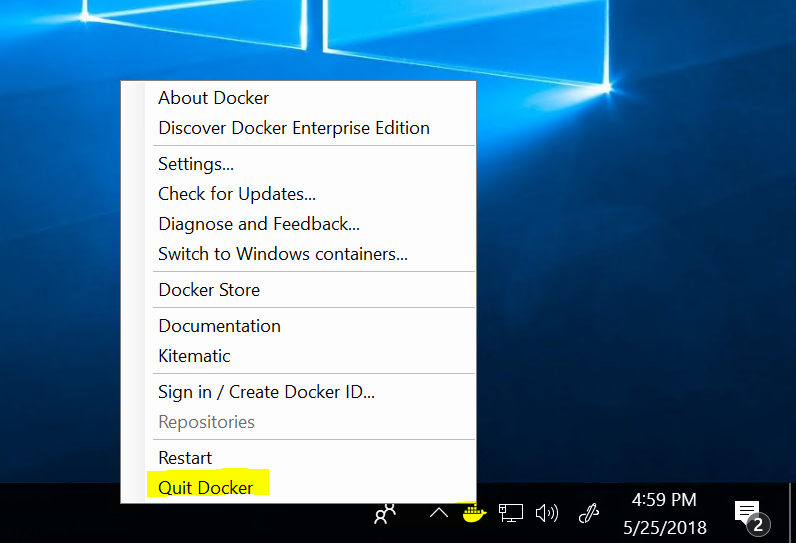 About Docker
Discover Docker Enterprise Edition
Settings...
Check for Updates...
Diagnose and Feedback...
Switch to Windows containers...
Docker Store
Documentation
Kitematic
Sign in / Create Docker ID...
Repositories
Restart
Quit Docker
4:59 PM
5/25/2018
2